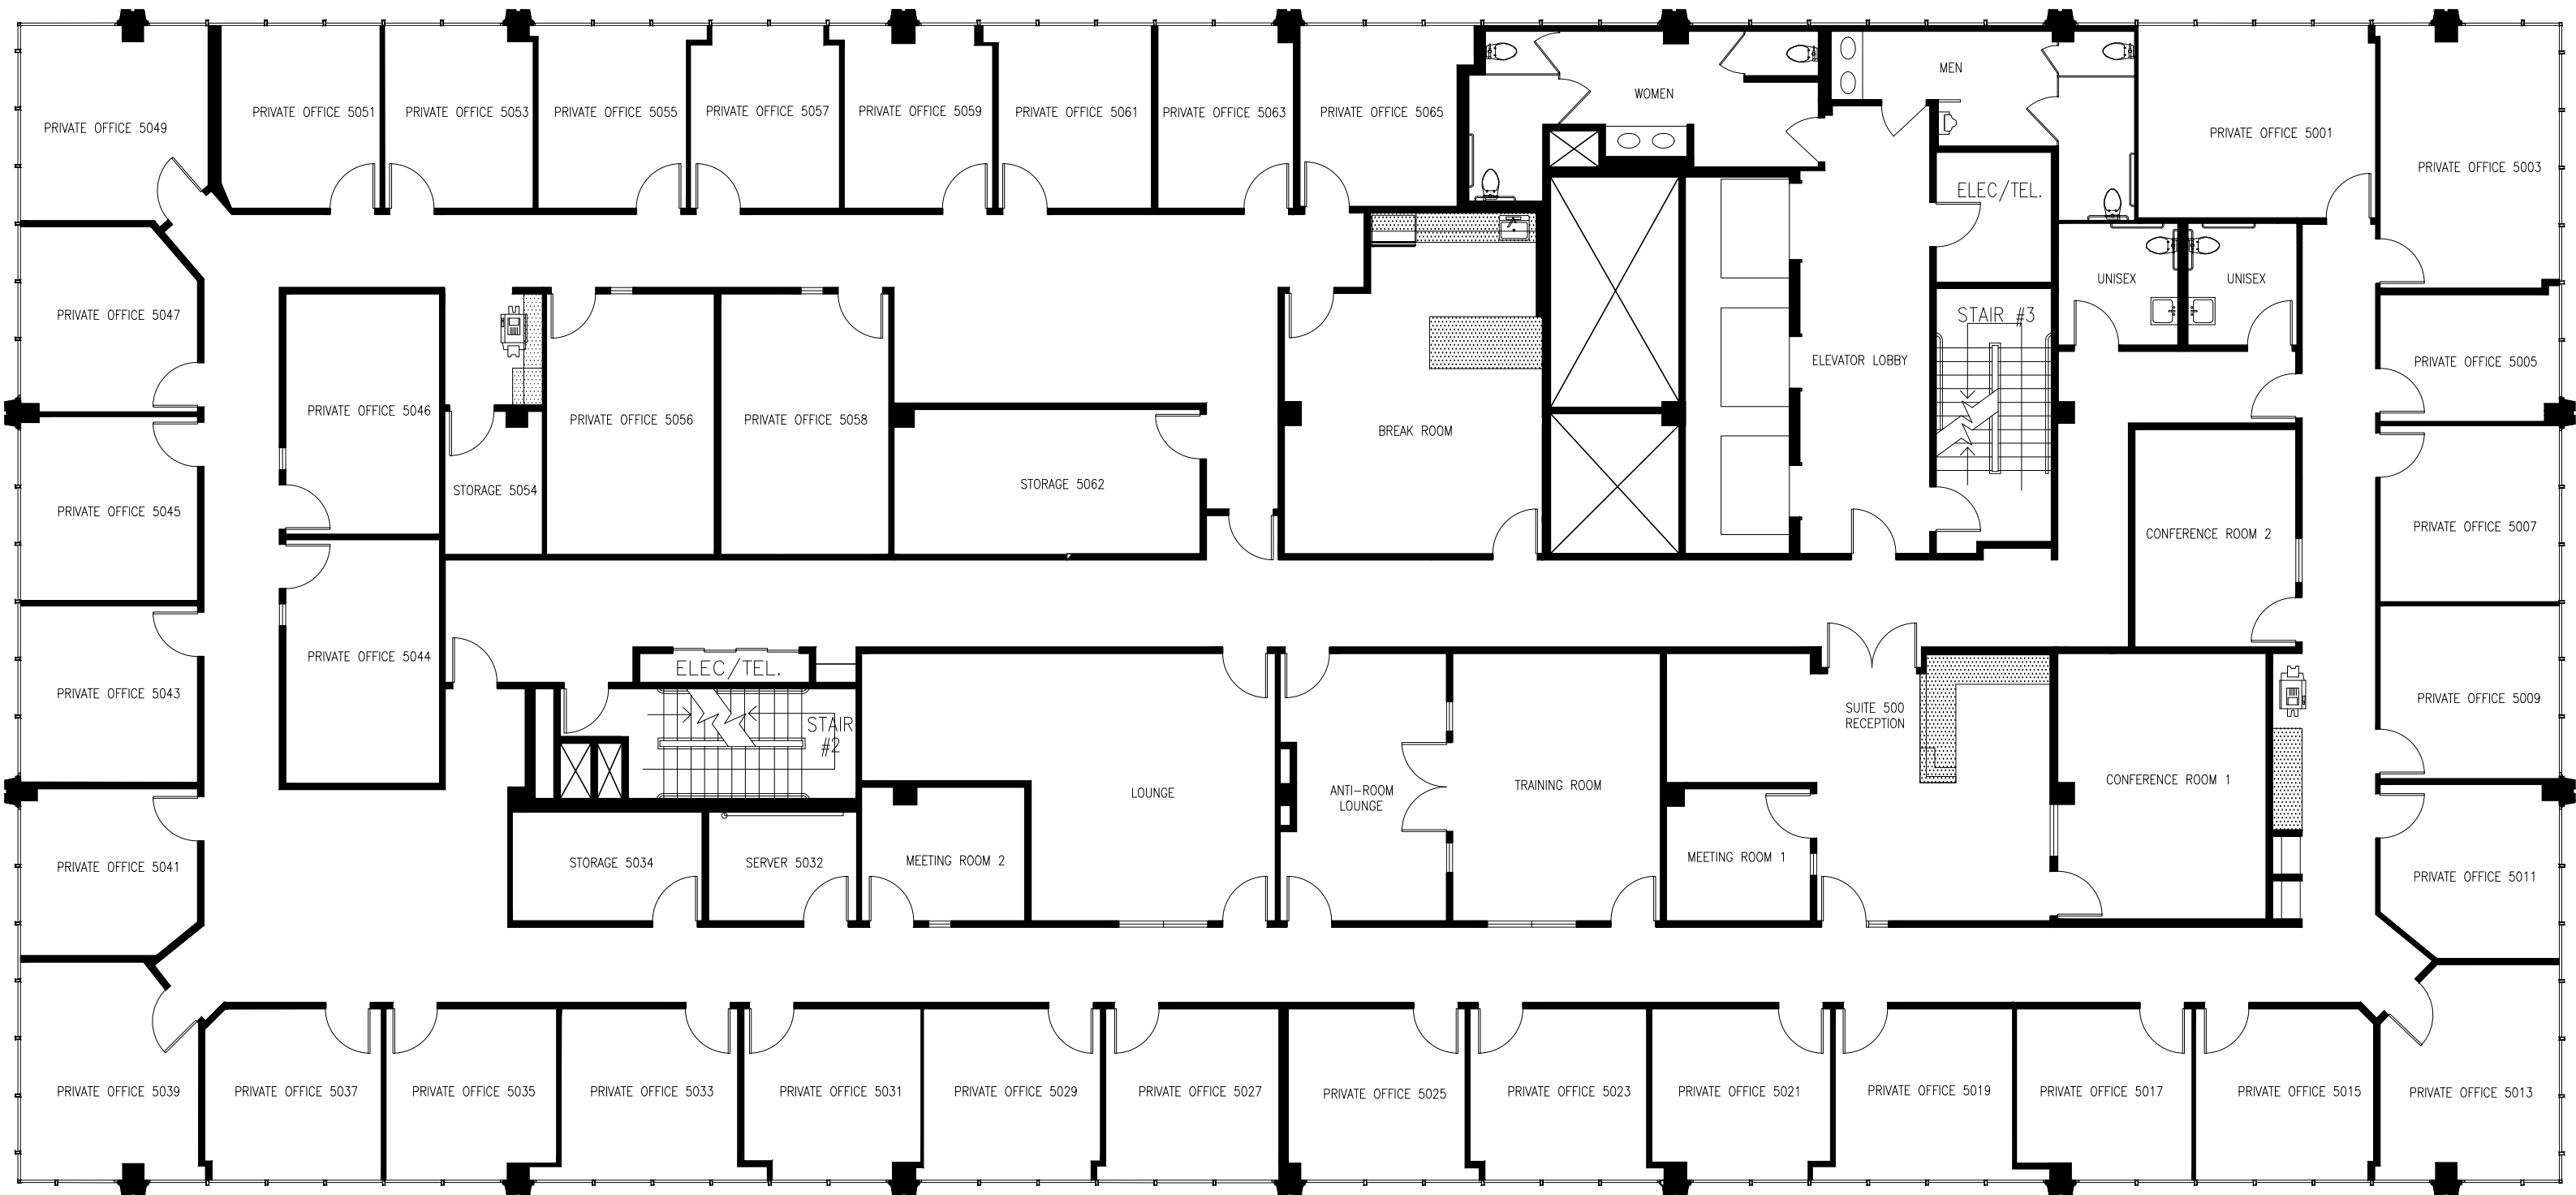 PRIVATE OFFICE 5049
PRIVATE OFFICE 5051
PRIVATE OFFICE 5053
PRIVATE OFFICE 5055
PRIVATE OFFICE 5057
PRIVATE OFFICE 5059
PRIVATE OFFICE 5061
PRIVATE OFFICE 5063
PRIVATE OFFICE 5065
WOMEN
MEN
PRIVATE OFFICE 5001
PRIVATE OFFICE 5003
ELEC/TEL.
UNISEX
UNISEX
PRIVATE OFFICE 5047
STAIR #3
PRIVATE OFFICE 5005
ELEVATOR LOBBY
PRIVATE OFFICE 5046
PRIVATE OFFICE 5056
PRIVATE OFFICE 5058
BREAK ROOM
STORAGE 5054
STORAGE 5062
PRIVATE OFFICE 5045
CONFERENCE ROOM 2
PRIVATE OFFICE 5007
PRIVATE OFFICE 5044
ELEC/TEL.
PRIVATE OFFICE 5043
PRIVATE OFFICE 5009
STAIR
#2
SUITE 500
RECEPTION
LOUNGE
ANTI-ROOM
LOUNGE
TRAINING ROOM
CONFERENCE ROOM 1
PRIVATE OFFICE 5041
STORAGE 5034
SERVER 5032
MEETING ROOM 2
MEETING ROOM 1
PRIVATE OFFICE 5011
PRIVATE OFFICE 5039
PRIVATE OFFICE 5037
PRIVATE OFFICE 5035
PRIVATE OFFICE 5033
PRIVATE OFFICE 5031
PRIVATE OFFICE 5029
PRIVATE OFFICE 5027
PRIVATE OFFICE 5025
PRIVATE OFFICE 5023
PRIVATE OFFICE 5021
PRIVATE OFFICE 5019
PRIVATE OFFICE 5017
PRIVATE OFFICE 5015
PRIVATE OFFICE 5013